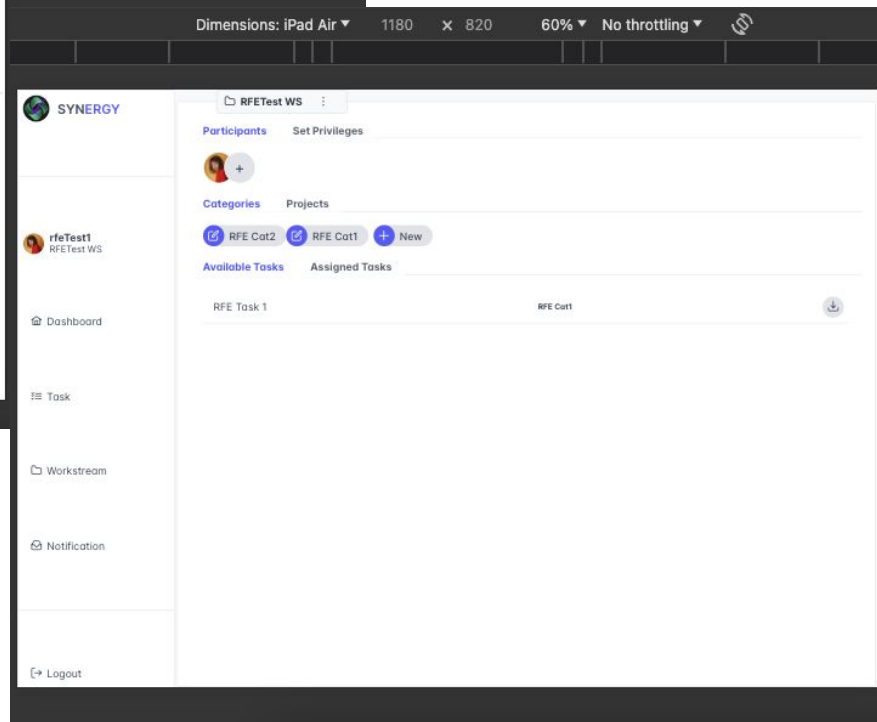 Dimensions: iPad Air ▼ 1180 × 820 60% ▼ No throttling ▼
SYNERGY
RFETest WS
Participants Set Privileges
+
Categories Projects
RFE Cat2 RFE Cat1 + New
rfeTest1
RFETest WS
Available Tasks Assigned Tasks
RFE Task 1 RFE Cat1
Dashboard
Task
Workstream
Notification
Logout